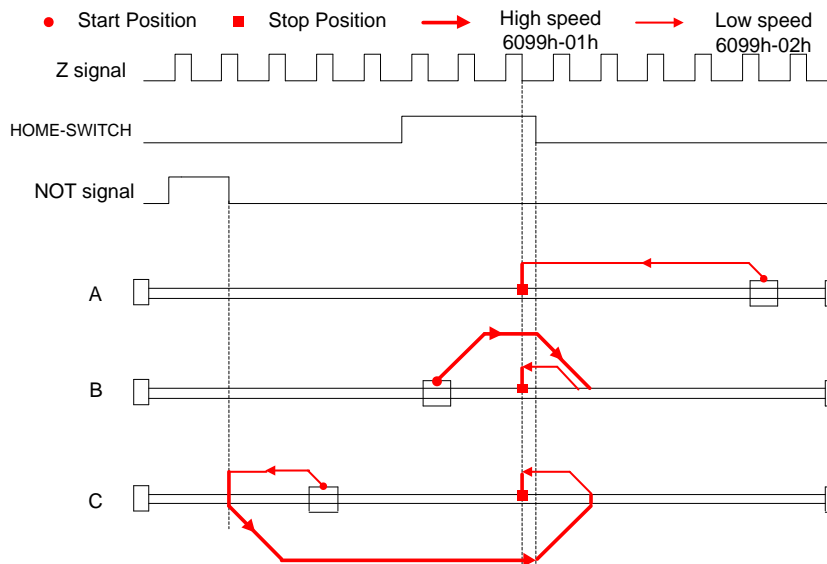 Start Position
Stop Position
High speed
6099h-01h
Low speed
6099h-02h
Z signal
HOME-SWITCH
NOT signal
A
B
C